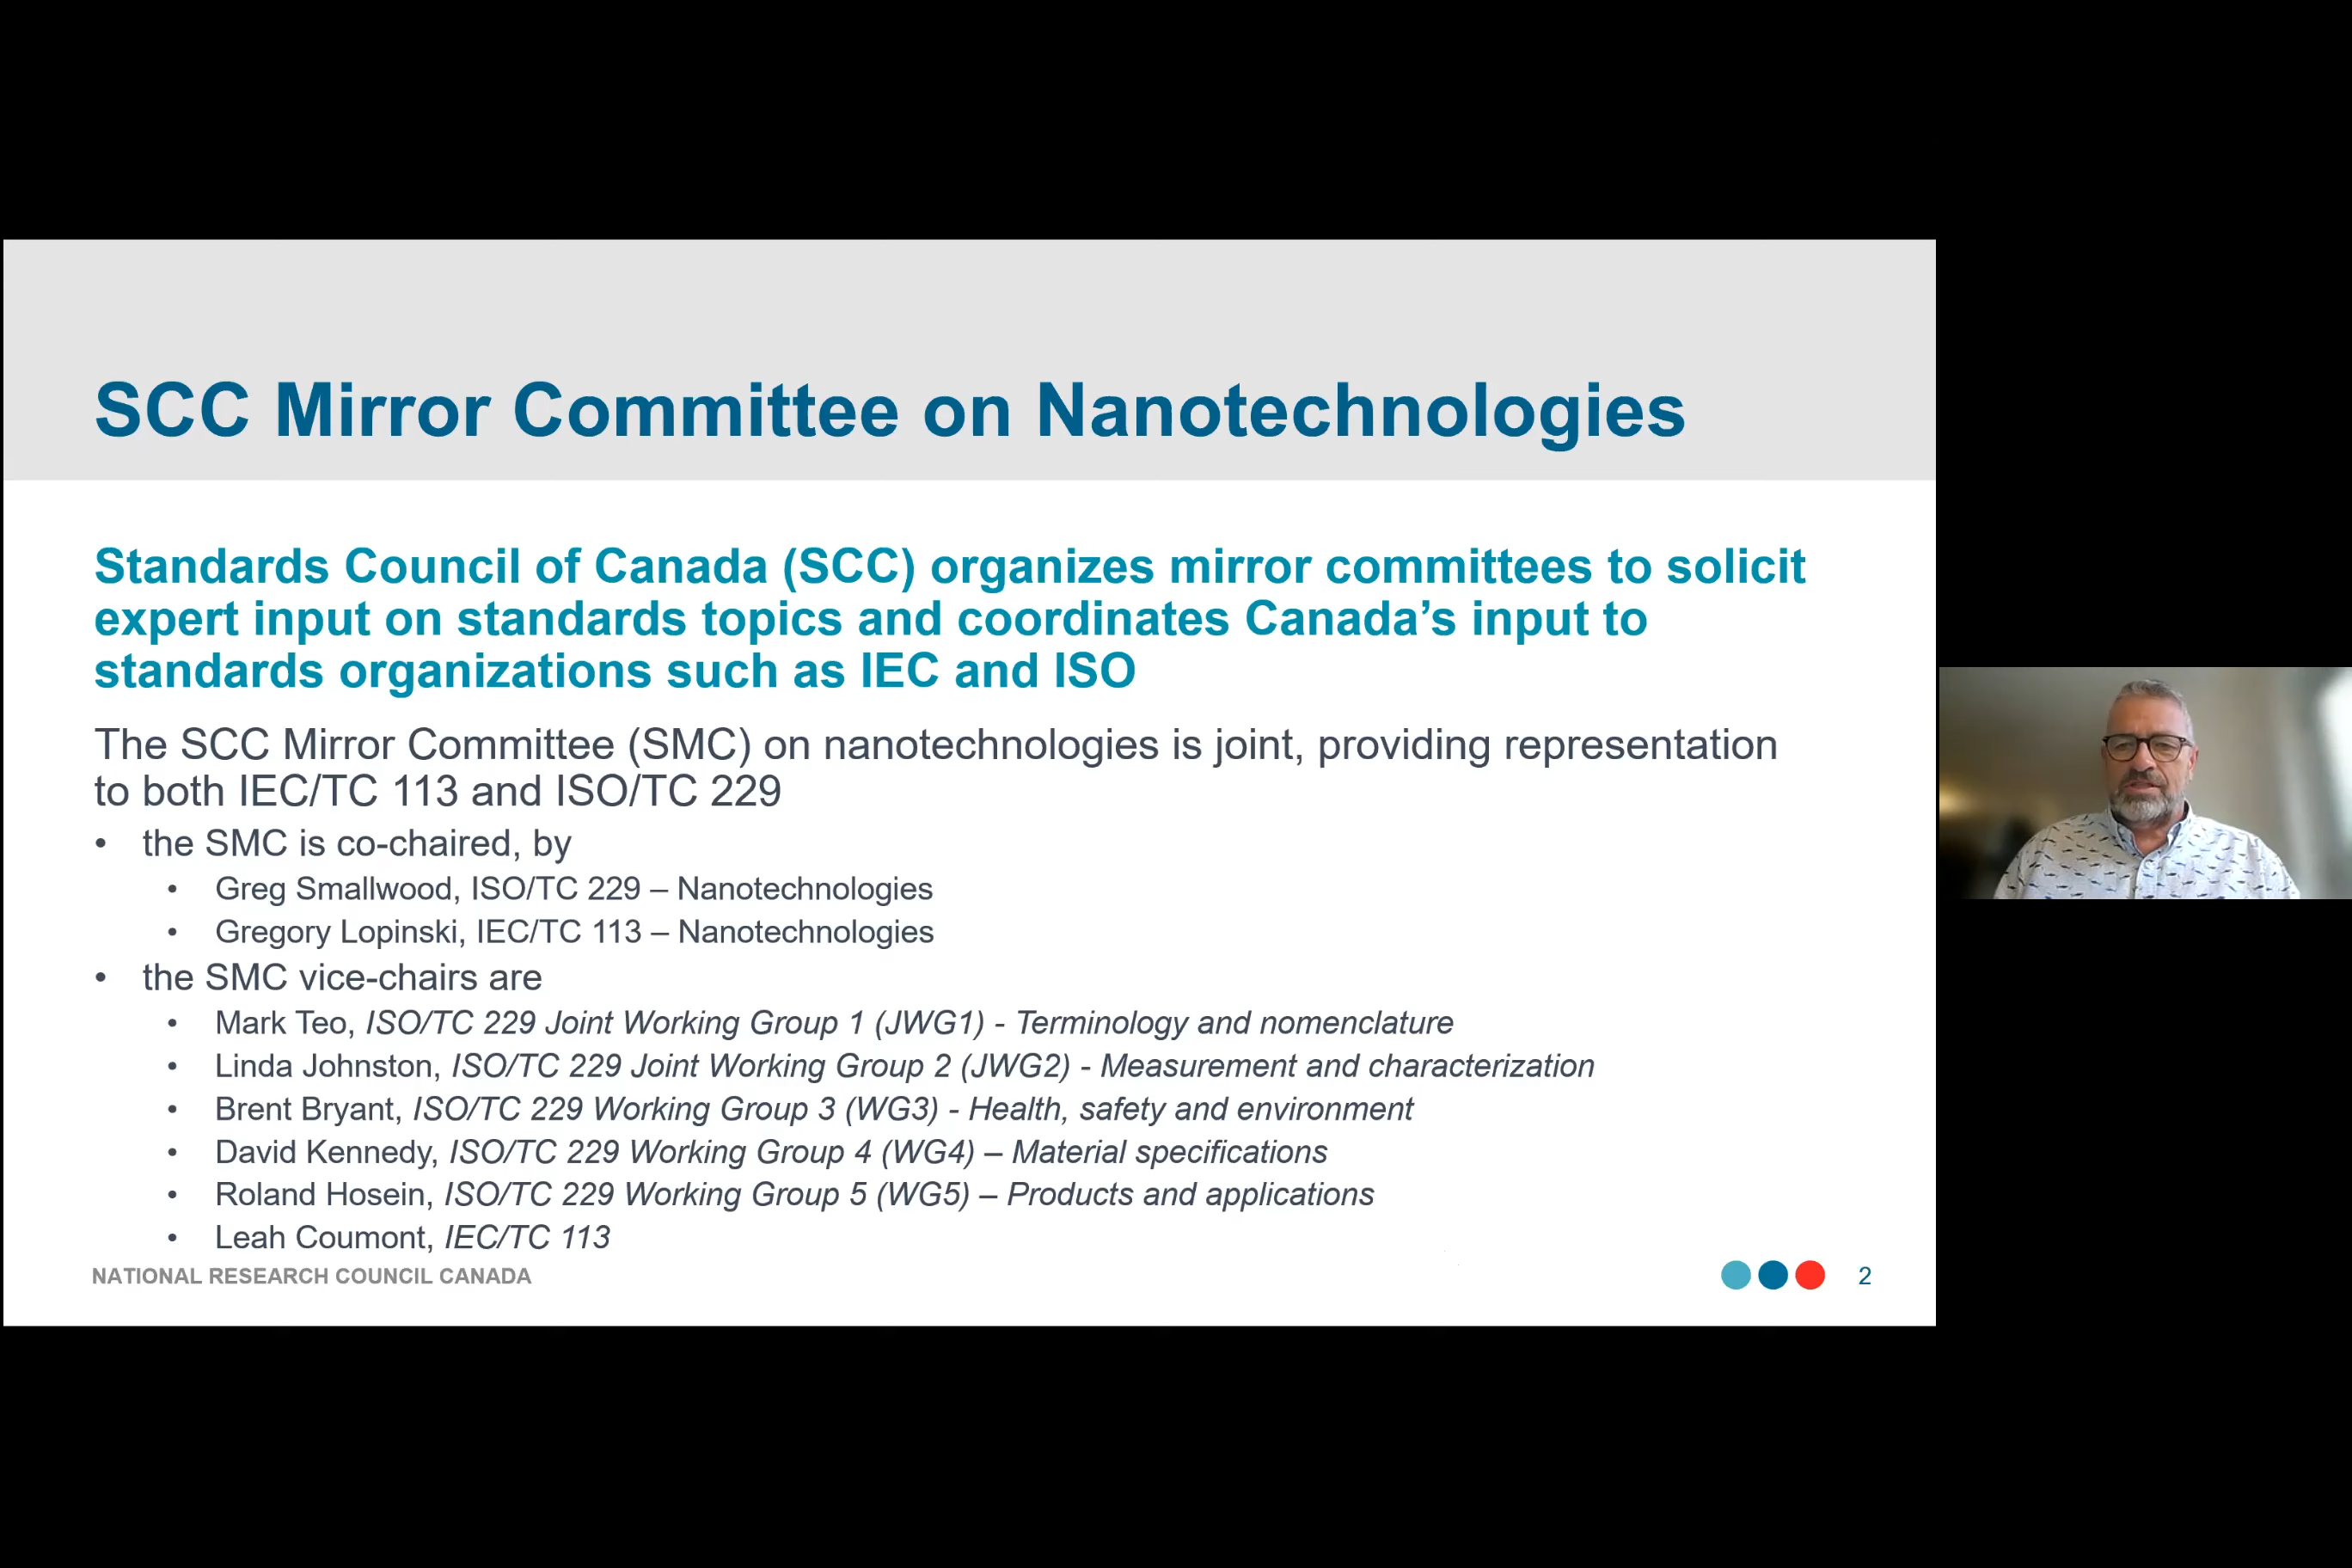 SCC Mirror Committee on Nanotechnologies
Standards Council of Canada (SCC) organizes mirror committees to solicit
expert input on standards topics and coordinates Canada’s input to
standards organizations such as IEC and ISO
The SCC Mirror Committee (SMC) on nanotechnologies is joint, providing representation
to both IEC/TC 113 and ISO/TC 229
• the SMC is co-chaired, by
• Greg Smallwood, ISO/TC 229 – Nanotechnologies
• Gregory Lopinski, IEC/TC 113 – Nanotechnologies
• the SMC vice-chairs are
• Mark Teo, ISO/TC 229 Joint Working Group 1 (JWG1) - Terminology and nomenclature
• Linda Johnston, ISO/TC 229 Joint Working Group 2 (JWG2) - Measurement and characterization
• Brent Bryant, ISO/TC 229 Working Group 3 (WG3) - Health, safety and environment
• David Kennedy, ISO/TC 229 Working Group 4 (WG4) – Material specifications
• Roland Hosein, ISO/TC 229 Working Group 5 (WG5) – Products and applications
• Leah Coumont, IEC/TC 113
NATIONAL RESEARCH COUNCIL CANADA
2